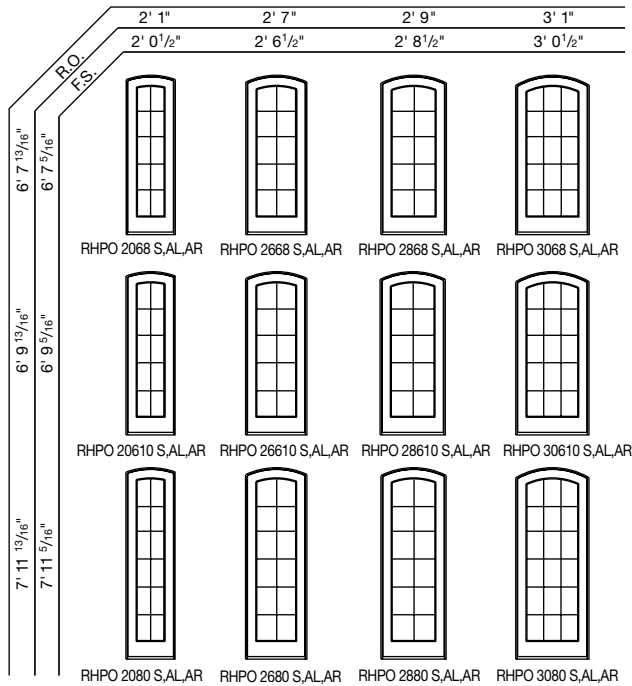 2' 1" 2' 7" 2' 9" 3' 1"
R.O.
2' 0 1/2" 2' 6 1/2" 2' 8 1/2" 3' 0 1/2"
F.S.
6' 7 13/16"
6' 7 5/16"
RHPO 2068 S,AL,AR RHPO 2668 S,AL,AR RHPO 2868 S,AL,AR RHPO 3068 S,AL,AR
6' 9 13/16"
6' 9 5/16"
RHPO 20610 S,AL,AR RHPO 26610 S,AL,AR RHPO 28610 S,AL,AR RHPO 30610 S,AL,AR
7' 11 13/16"
7' 11 5/16"
RHPO 2080 S,AL,AR RHPO 2680 S,AL,AR RHPO 2880 S,AL,AR RHPO 3080 S,AL,AR